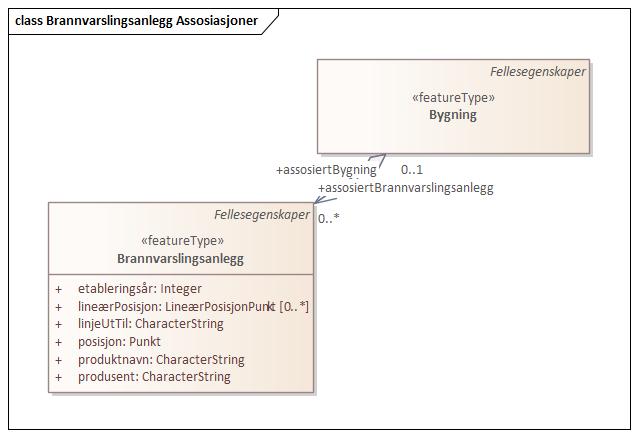 class Brannvarslingsanlegg Assosiasjoner
Fellesegenskaper
«featureType»
Bygning
+assosiertBygning 0..1
+assosiertBrannvarslingsanlegg
0..*
Fellesegenskaper
«featureType»
Brannvarslingsanlegg
+ etableringsår: Integer
+ lineærPosisjon: LineærPosisjonPunkt [0..*]
+ linjeUtTil: CharacterString
+ posisjon: Punkt
+ produktnavn: CharacterString
+ produsent: CharacterString